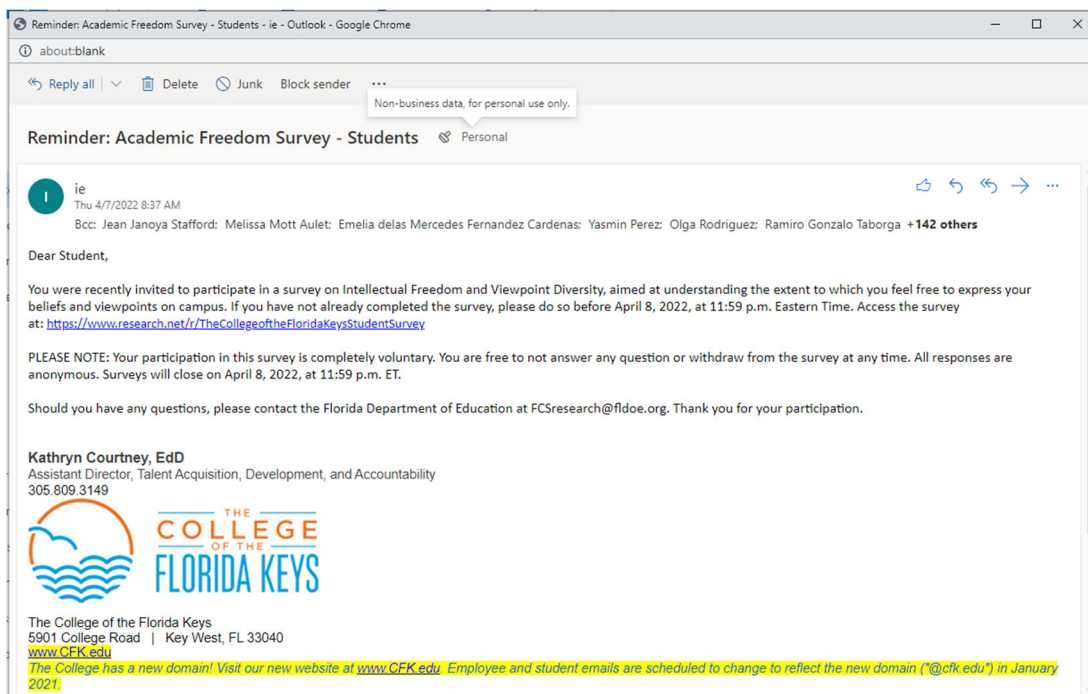 Reminder: Academic Freedom Survey - Students - ie - Outlook - Google Chrome
about:blank
Reply all Delete Junk Block sender ...
Non-business data, for personal use only.
Reminder: Academic Freedom Survey - Students Personal
I
ie
Thu 4/7/2022 8:37 AM
Bcc: Jean Janoya Stafford; Melissa Mott Aulet; Emelia delas Mercedes Fernandez Cardenas; Yasmin Perez; Olga Rodriguez; Ramiro Gonzalo Taborga +142 others
Dear Student,
You were recently invited to participate in a survey on Intellectual Freedom and Viewpoint Diversity, aimed at understanding the extent to which you feel free to express your
beliefs and viewpoints on campus. If you have not already completed the survey, please do so before April 8, 2022, at 11:59 p.m. Eastern Time. Access the survey
at: https://www.research.net/r/TheCollegeoftheFloridaKeysStudentSurvey
PLEASE NOTE: Your participation in this survey is completely voluntary. You are free to not answer any question or withdraw from the survey at any time. All responses are
anonymous. Surveys will close on April 8, 2022, at 11:59 p.m. ET.
Should you have any questions, please contact the Florida Department of Education at FCSresearch@fldoe.org. Thank you for your participation.
Kathryn Courtney, EdD
Assistant Director, Talent Acquisition, Development, and Accountability
305.809.3149
THE
COLLEGE
OF THE
FLORIDA KEYS
The College of the Florida Keys
5901 College Road | Key West, FL 33040
www.CFK.edu
The College has a new domain! Visit our new website at www.CFK.edu. Employee and student emails are scheduled to change to reflect the new domain ("@cfk.edu") in January
2021.